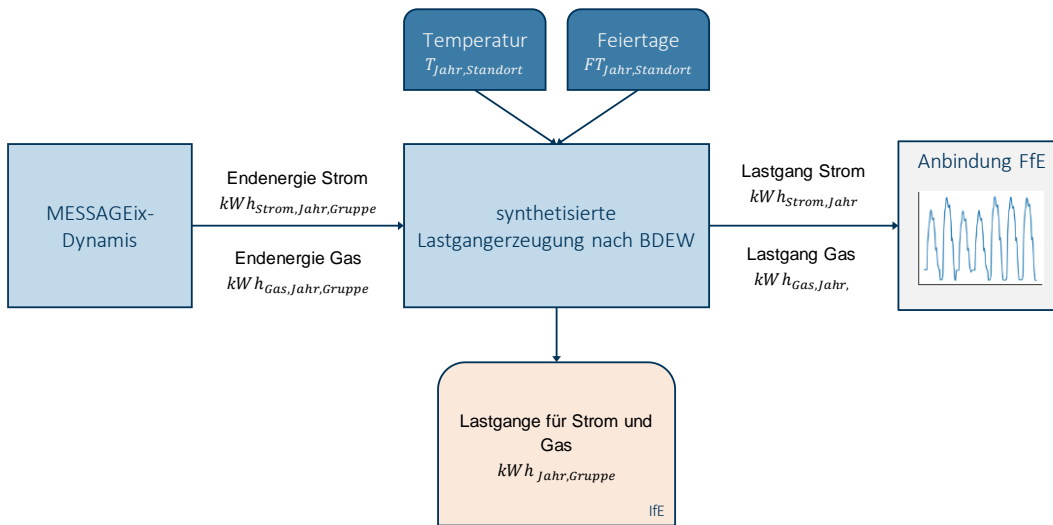 Temperatur
T_Jahr,Standort
Feiertage
FT_Jahr,Standort
MESSAGEix-
Dynamis
Endenergie Strom
kWh_Strom,Jahr,Gruppe
Endenergie Gas
kWh_Gas,Jahr,Gruppe
synthetisierte
Lastgangerzeugung nach BDEW
Lastgang Strom
kWh_Strom,Jahr
Lastgang Gas
kWh_Gas,Jahr,
Anbindung FfE
Lastgange für Strom und
Gas
kWh_Jahr,Gruppe
IfE